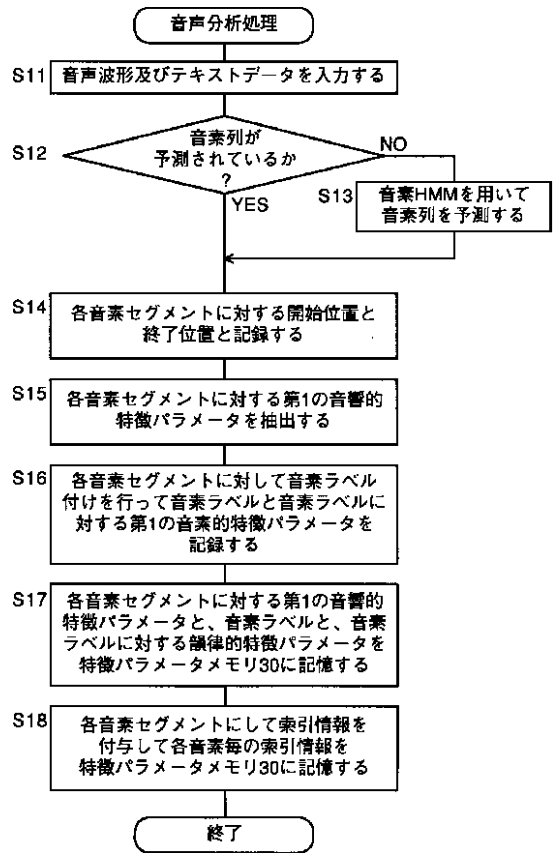 音声分析処理
S11
音声波形及びテキストデータを入力する
S12
音素列が
予測されているか
?
NO
YES
S13
音素HMMを用いて
音素列を予測する
S14
各音素セグメントに対する開始位置と
終了位置と記録する
S15
各音素セグメントに対する第1の音響的
特徴パラメータを抽出する
S16
各音素セグメントに対して音素ラベル
付けを行って音素ラベルと音素ラベルに
対する第1の音素的特徴パラメータを
記録する
S17
各音素セグメントに対する第1の音響的
特徴パラメータと、音素ラベルと、音素
ラベルに対する韻律的特徴パラメータを
特徴パラメータメモリ30に記憶する
S18
各音素セグメントにして索引情報を
付与して各音素毎の索引情報を
特徴パラメータメモリ30に記憶する
終了